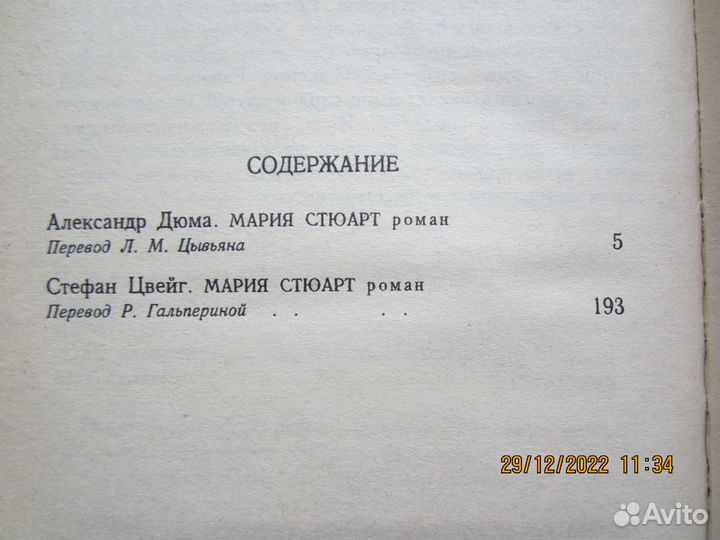 СОДЕРЖАНИЕ
Александр Дюма. МАРИЯ СТЮАРТ роман
Перевод Л. М. Цывьяна 5
Стефан Цвейг. МАРИЯ СТЮАРТ роман
Перевод Р. Гальпериной . . . . 193
29/12/2022 11:34
Avito